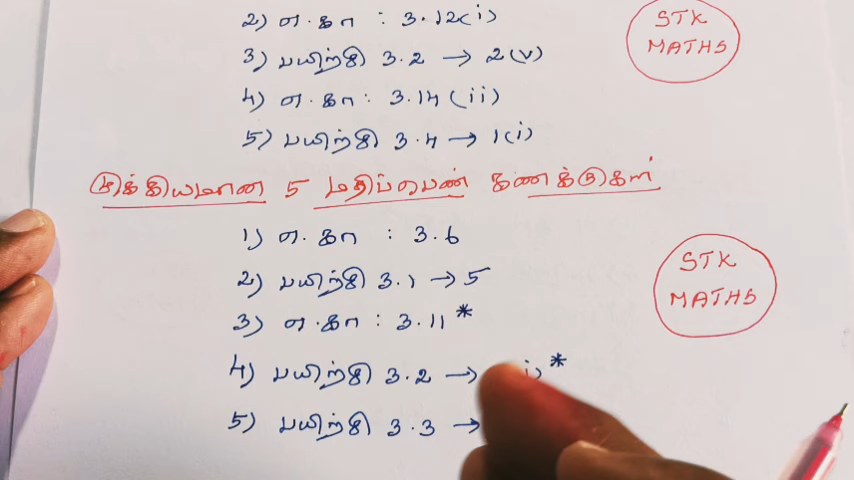 2) எ.கா : 3.12(i)
STK
MATHS
3) பயிற்சி 3.2 → 2(v)
4) எ.கா : 3.14 (ii)
5) பயிற்சி 3.4 → 1(i)
முக்கியமான 5 மதிப்பெண் கணக்குகள்
1) எ.கா : 3.6
2) பயிற்சி 3.1 → 5
3) எ.கா : 3.11 *
STK
MATHS
4) பயிற்சி 3.2 → i) *
5) பயிற்சி 3.3 →